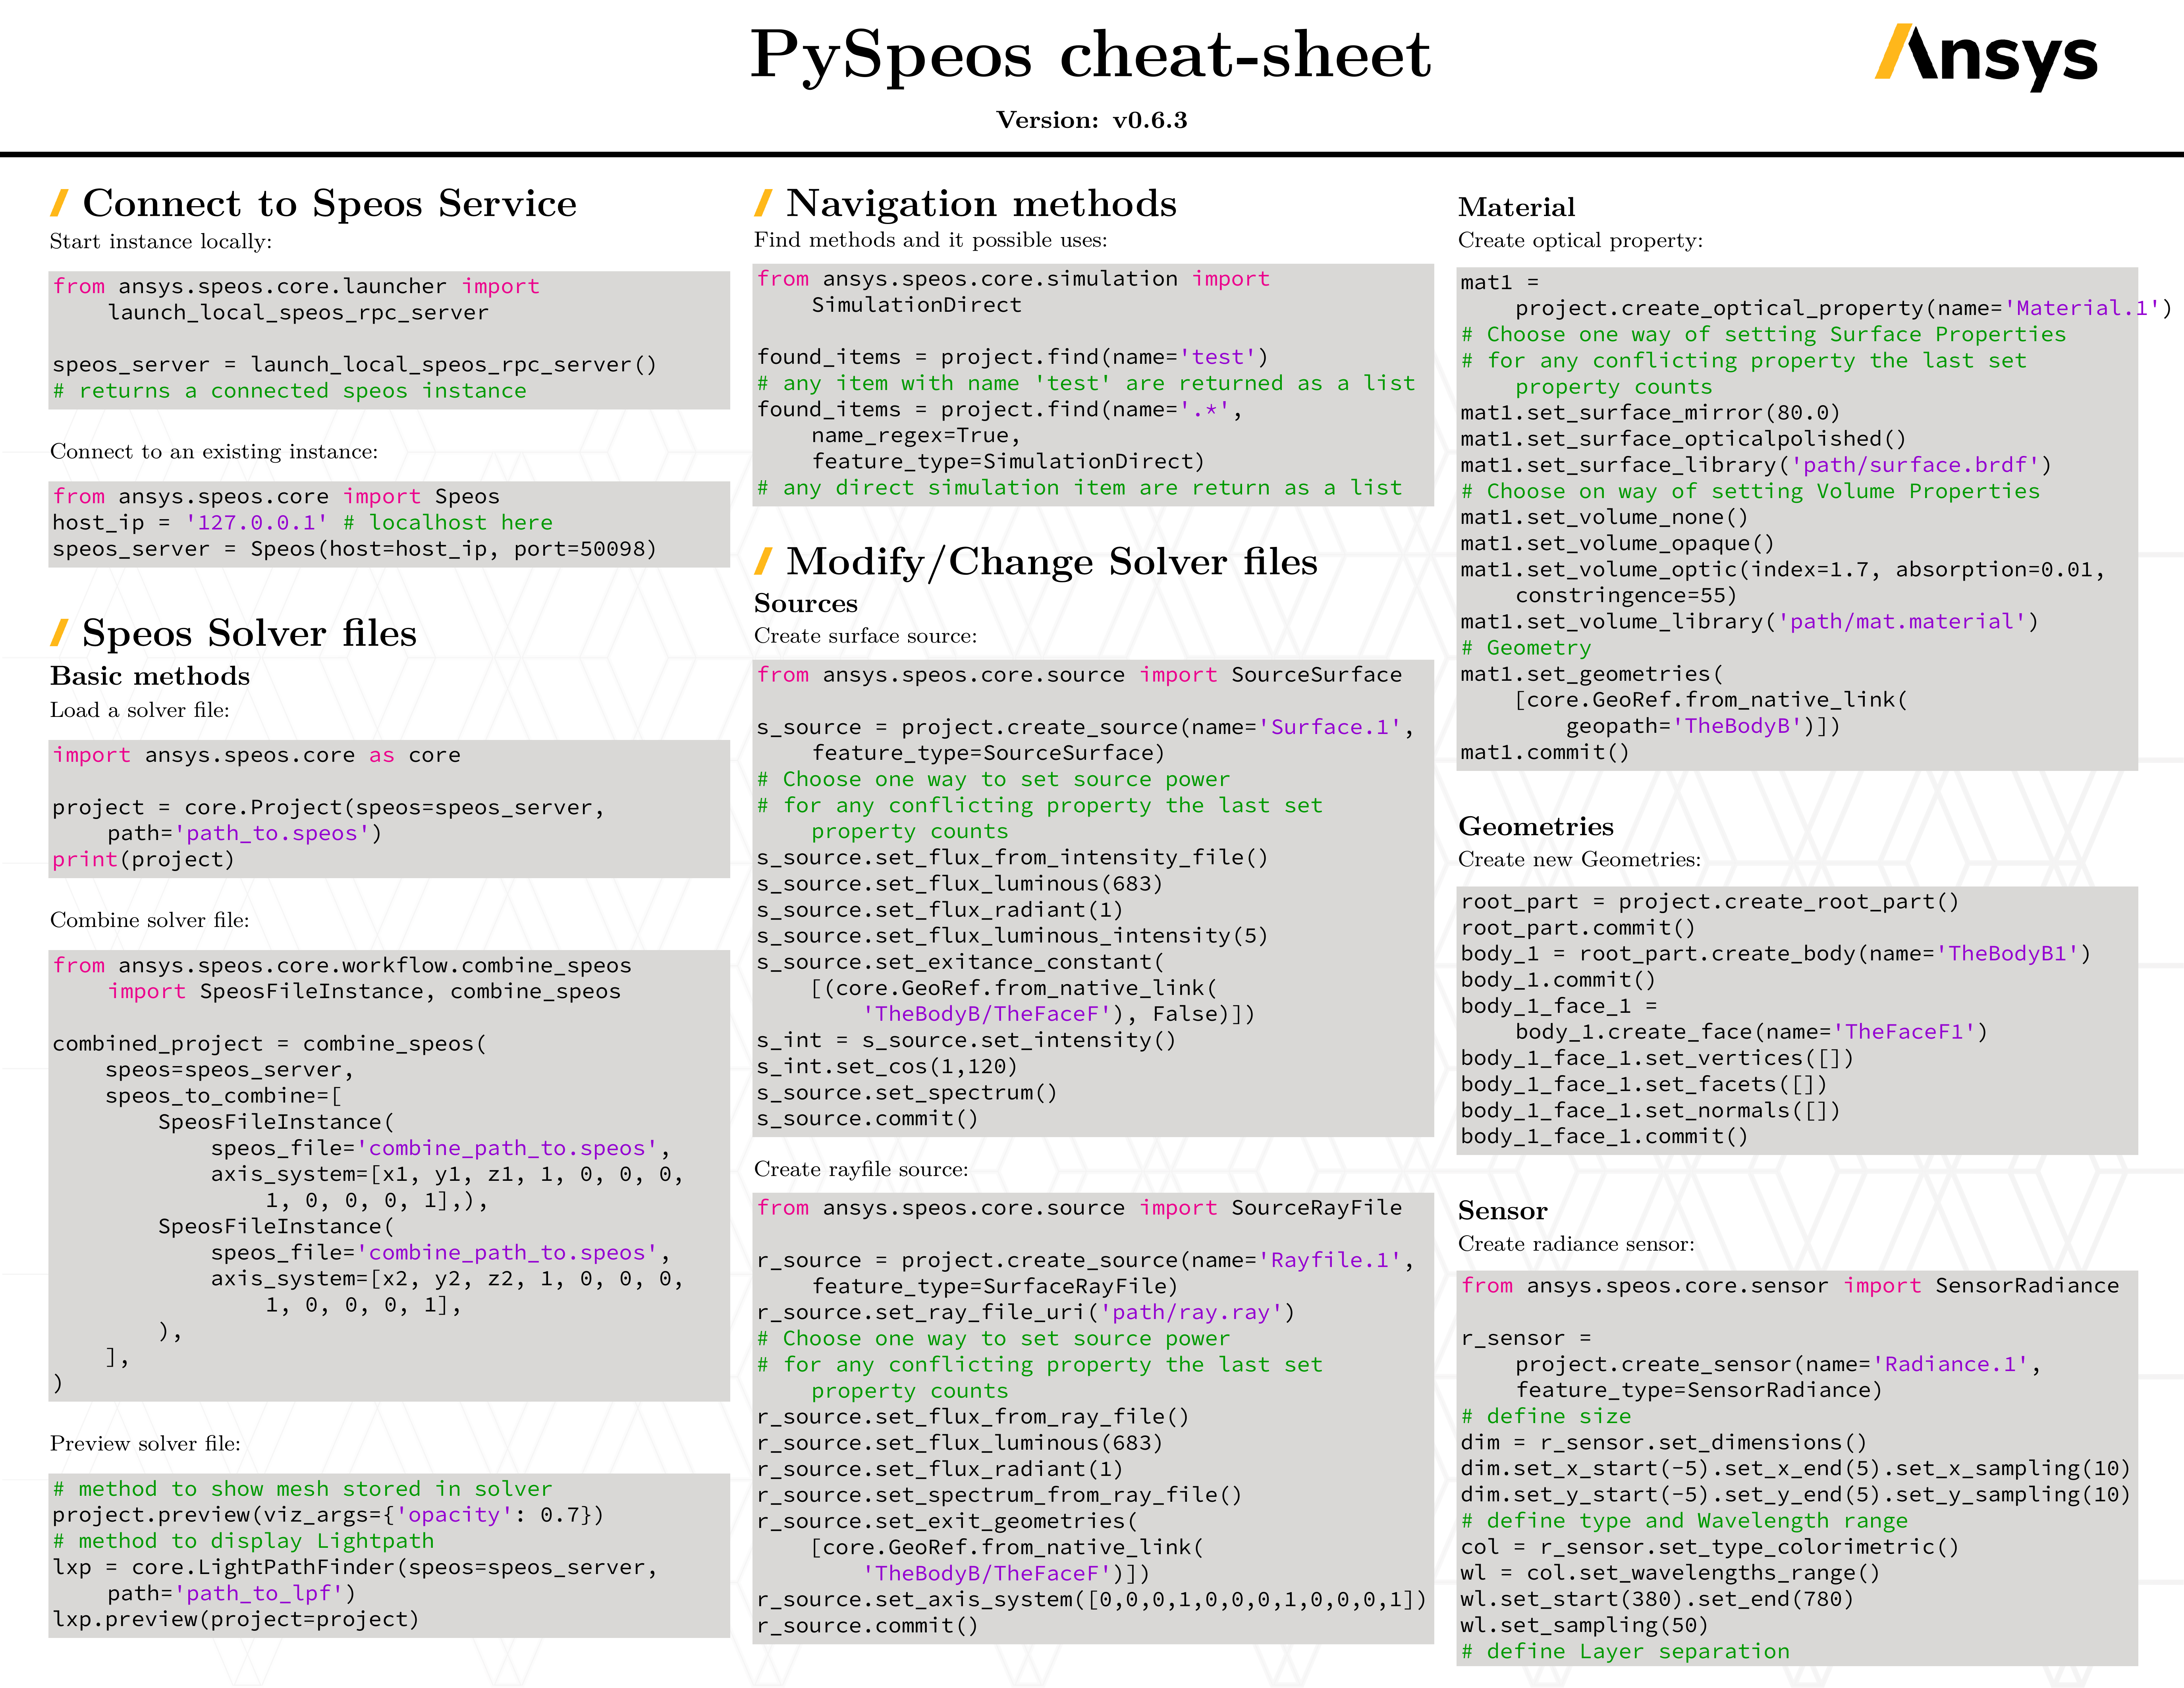 PySpeos cheat-sheet
Ansys
Version: v0.6.3
Connect to Speos Service
Start instance locally:
from ansys.speos.core.launcher import
launch_local_speos_rpc_server
speos_server = launch_local_speos_rpc_server()
# returns a connected speos instance
Connect to an existing instance:
from ansys.speos.core import Speos
host_ip = '127.0.0.1' # localhost here
speos_server = Speos(host=host_ip, port=50098)
Speos Solver files
Basic methods
Load a solver file:
import ansys.speos.core as core
project = core.Project(speos=speos_server,
path='path_to.speos')
print(project)
Combine solver file:
from ansys.speos.core.workflow.combine_speos
import SpeosFileInstance, combine_speos
combined_project = combine_speos(
speos=speos_server,
speos_to_combine=[
SpeosFileInstance(
speos_file='combine_path_to.speos',
axis_system=[x1, y1, z1, 1, 0, 0, 0,
1, 0, 0, 0, 1],),
SpeosFileInstance(
speos_file='combine_path_to.speos',
axis_system=[x2, y2, z2, 1, 0, 0, 0,
1, 0, 0, 0, 1],
),
],
)
Preview solver file:
# method to show mesh stored in solver
project.preview(viz_args={'opacity': 0.7})
# method to display Lightpath
lxp = core.LightPathFinder(speos=speos_server,
path='path_to_lpf')
lxp.preview(project=project)
Navigation methods
Find methods and it possible uses:
from ansys.speos.core.simulation import
SimulationDirect
found_items = project.find(name='test')
# any item with name 'test' are returned as a list
found_items = project.find(name='.*',
name_regex=True,
feature_type=SimulationDirect)
# any direct simulation item are return as a list
Modify/Change Solver files
Sources
Create surface source:
from ansys.speos.core.source import SourceSurface
s_source = project.create_source(name='Surface.1',
feature_type=SourceSurface)
# Choose one way to set source power
# for any conflicting property the last set
property counts
s_source.set_flux_from_intensity_file()
s_source.set_flux_luminous(683)
s_source.set_flux_radiant(1)
s_source.set_flux_luminous_intensity(5)
s_source.set_exitance_constant(
[(core.GeoRef.from_native_link(
'TheBodyB/TheFaceF'), False)])
s_int = s_source.set_intensity()
s_int.set_cos(1,120)
s_source.set_spectrum()
s_source.commit()
Create rayfile source:
from ansys.speos.core.source import SourceRayFile
r_source = project.create_source(name='Rayfile.1',
feature_type=SurfaceRayFile)
r_source.set_ray_file_uri('path/ray.ray')
# Choose one way to set source power
# for any conflicting property the last set
property counts
r_source.set_flux_from_ray_file()
r_source.set_flux_luminous(683)
r_source.set_flux_radiant(1)
r_source.set_spectrum_from_ray_file()
r_source.set_exit_geometries(
[core.GeoRef.from_native_link(
'TheBodyB/TheFaceF')])
r_source.set_axis_system([0,0,0,1,0,0,0,1,0,0,0,1])
r_source.commit()
Material
Create optical property:
mat1 =
project.create_optical_property(name='Material.1')
# Choose one way of setting Surface Properties
# for any conflicting property the last set
property counts
mat1.set_surface_mirror(80.0)
mat1.set_surface_opticalpolished()
mat1.set_surface_library('path/surface.brdf')
# Choose on way of setting Volume Properties
mat1.set_volume_none()
mat1.set_volume_opaque()
mat1.set_volume_optic(index=1.7, absorption=0.01,
constringence=55)
mat1.set_volume_library('path/mat.material')
# Geometry
mat1.set_geometries(
[core.GeoRef.from_native_link(
geopath='TheBodyB')])
mat1.commit()
Geometries
Create new Geometries:
root_part = project.create_root_part()
root_part.commit()
body_1 = root_part.create_body(name='TheBodyB1')
body_1.commit()
body_1_face_1 =
body_1.create_face(name='TheFaceF1')
body_1_face_1.set_vertices([])
body_1_face_1.set_facets([])
body_1_face_1.set_normals([])
body_1_face_1.commit()
Sensor
Create radiance sensor:
from ansys.speos.core.sensor import SensorRadiance
r_sensor =
project.create_sensor(name='Radiance.1',
feature_type=SensorRadiance)
# define size
dim = r_sensor.set_dimensions()
dim.set_x_start(-5).set_x_end(5).set_x_sampling(10)
dim.set_y_start(-5).set_y_end(5).set_y_sampling(10)
# define type and Wavelength range
col = r_sensor.set_type_colorimetric()
wl = col.set_wavelengths_range()
wl.set_start(380).set_end(780)
wl.set_sampling(50)
# define Layer separation